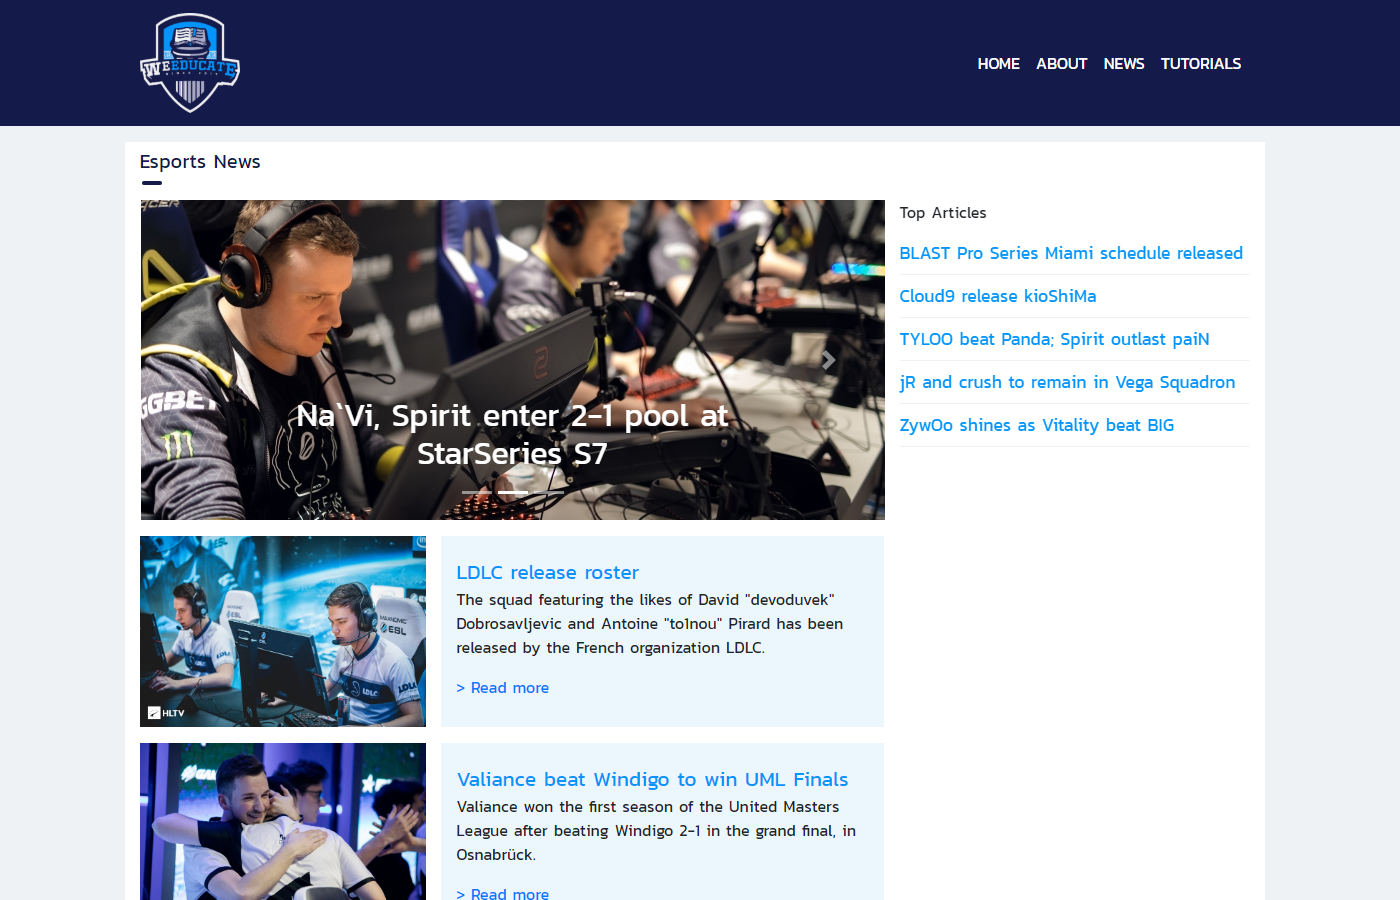 WEEDUCATE
HOME ABOUT NEWS TUTORIALS
Esports News
GGBET
Na`Vi, Spirit enter 2-1 pool at
StarSeries S7
Top Articles
BLAST Pro Series Miami schedule released
Cloud9 release kioShiMa
TYLOO beat Panda; Spirit outlast paiN
jR and crush to remain in Vega Squadron
ZywOo shines as Vitality beat BIG
MAXNOMIC
ESL
LDLC
HLTV
LDLC release roster
The squad featuring the likes of David "devoduvek"
Dobrosavljevic and Antoine "to1nou" Pirard has been
released by the French organization LDLC.
> Read more
Valiance beat Windigo to win UML Finals
Valiance won the first season of the United Masters
League after beating Windigo 2-1 in the grand final, in
Osnabrück.
> Read more